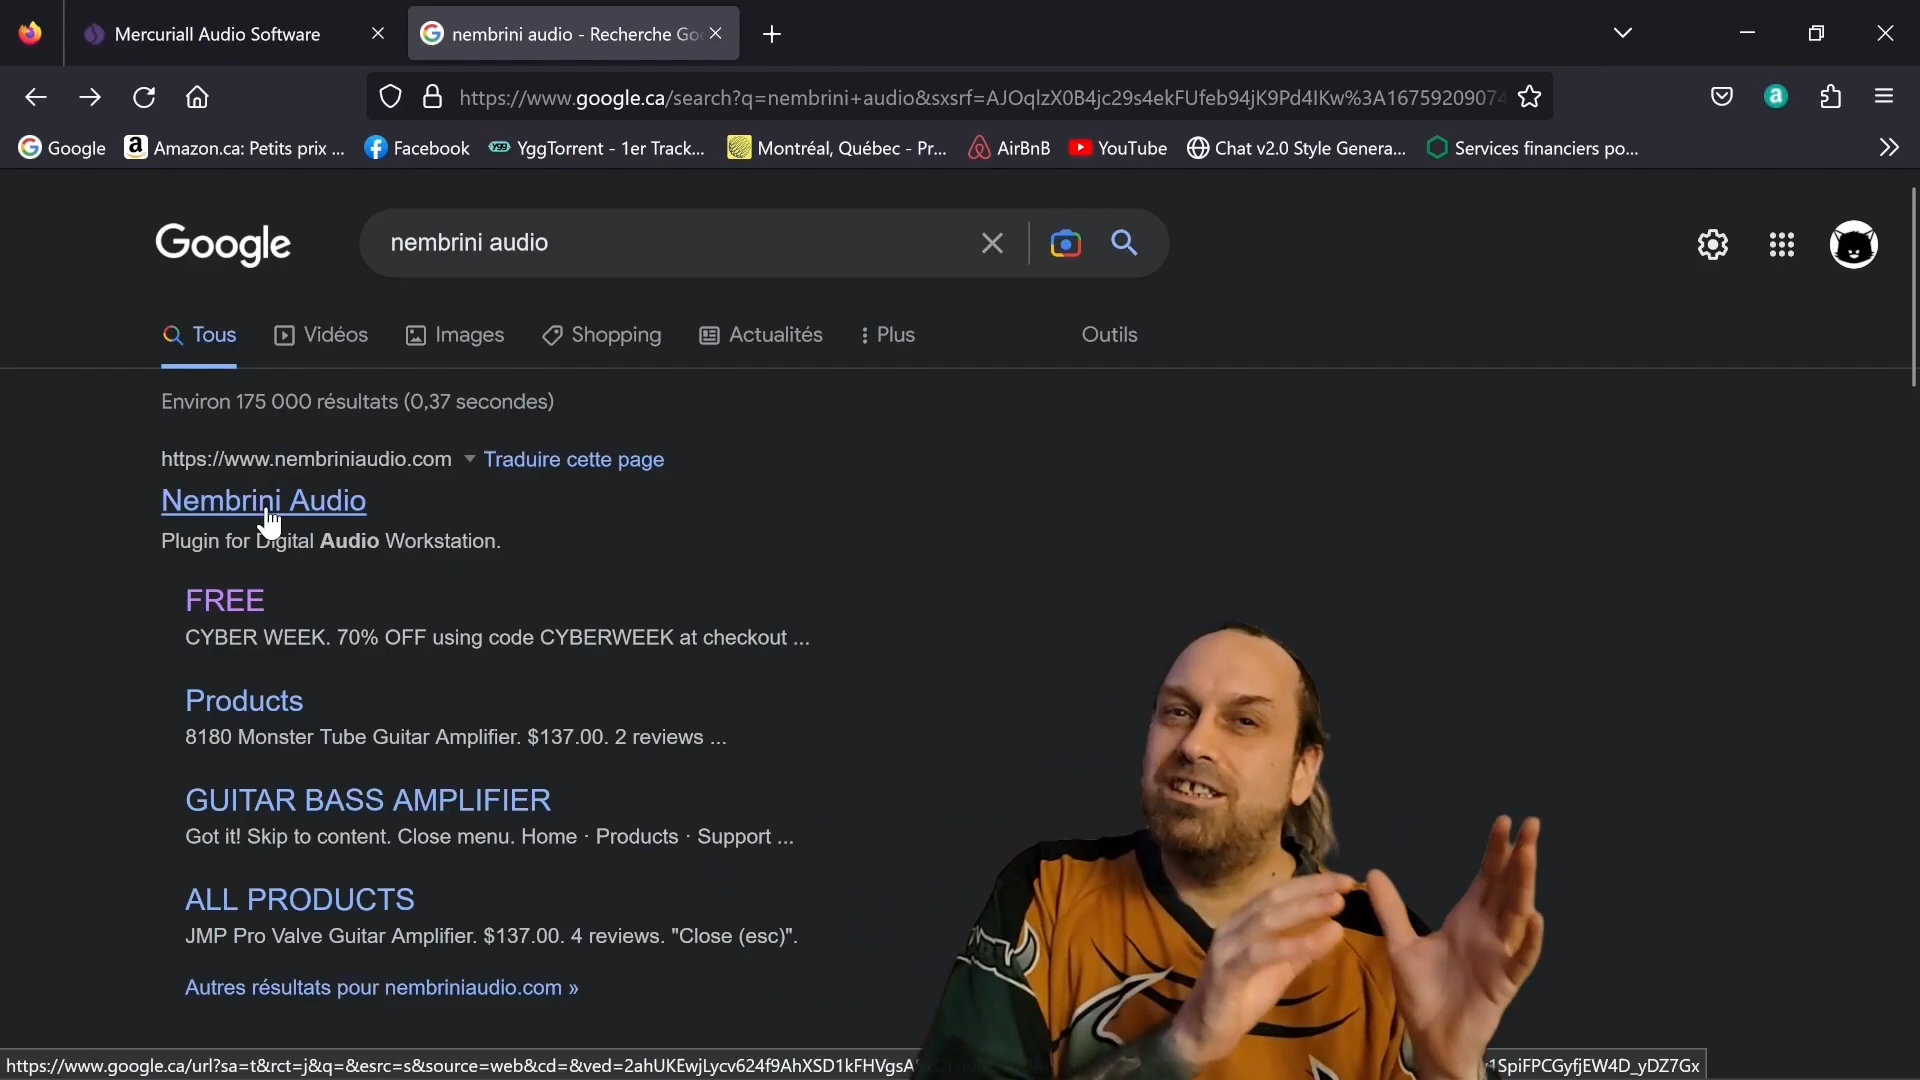 Mercuriall Audio Software
nembrini audio - Recherche Go
https://www.google.ca/search?q=nembrini+audio&sxsrf=AJOqlzX0B4jc29s4ekFUfeb94jK9Pd4IKw%3A1675920907
Google
Amazon.ca: Petits prix ...
Facebook
YggTorrent - 1er Track...
Montréal, Québec - Pr...
AirBnB
YouTube
Chat v2.0 Style Genera...
Services financiers po...
Google
nembrini audio
Tous
Vidéos
Images
Shopping
Actualités
Plus
Outils
Environ 175 000 résultats (0,37 secondes)
https://www.nembriniaudio.com
Traduire cette page
Nembrini Audio
Plugin for Digital Audio Workstation.
FREE
CYBER WEEK. 70% OFF using code CYBERWEEK at checkout ...
Products
8180 Monster Tube Guitar Amplifier. $137.00. 2 reviews ...
GUITAR BASS AMPLIFIER
Got it! Skip to content. Close menu. Home · Products · Support ...
ALL PRODUCTS
JMP Pro Valve Guitar Amplifier. $137.00. 4 reviews. "Close (esc)".
Autres résultats pour nembriniaudio.com »
https://www.google.ca/url?sa=t&rct=j&q=&esrc=s&source=web&cd=&ved=2ahUKEwjLycv624f9AhXSD1kFHVgsA